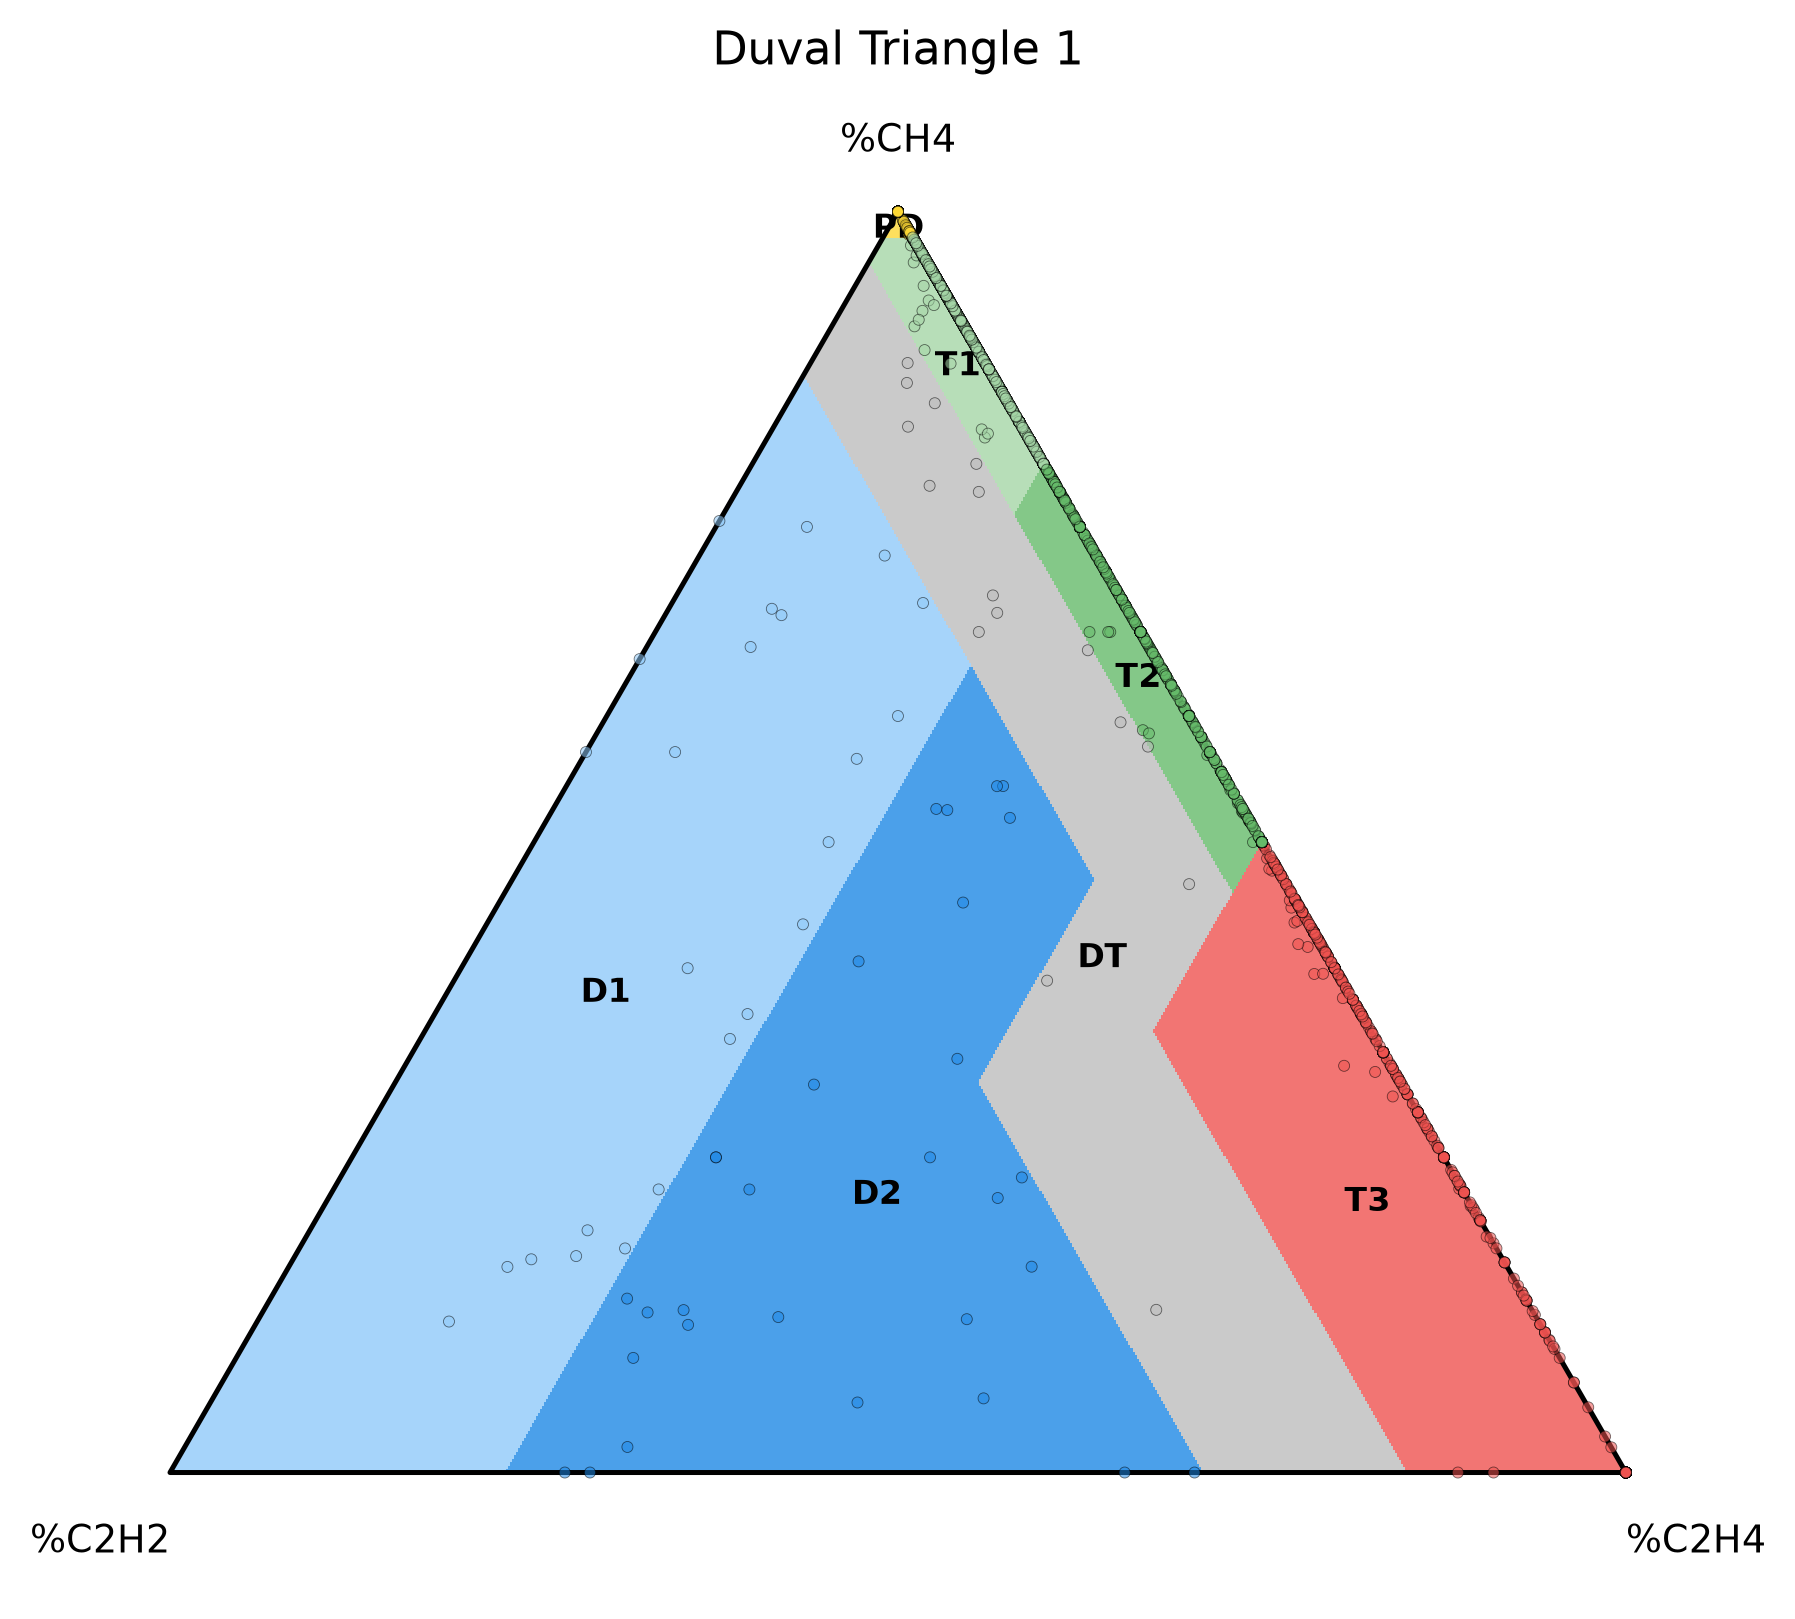 Duval Triangle 1
%CH4
PD
T1
T2
DT
D1
D2
T3
%C2H2
%C2H4